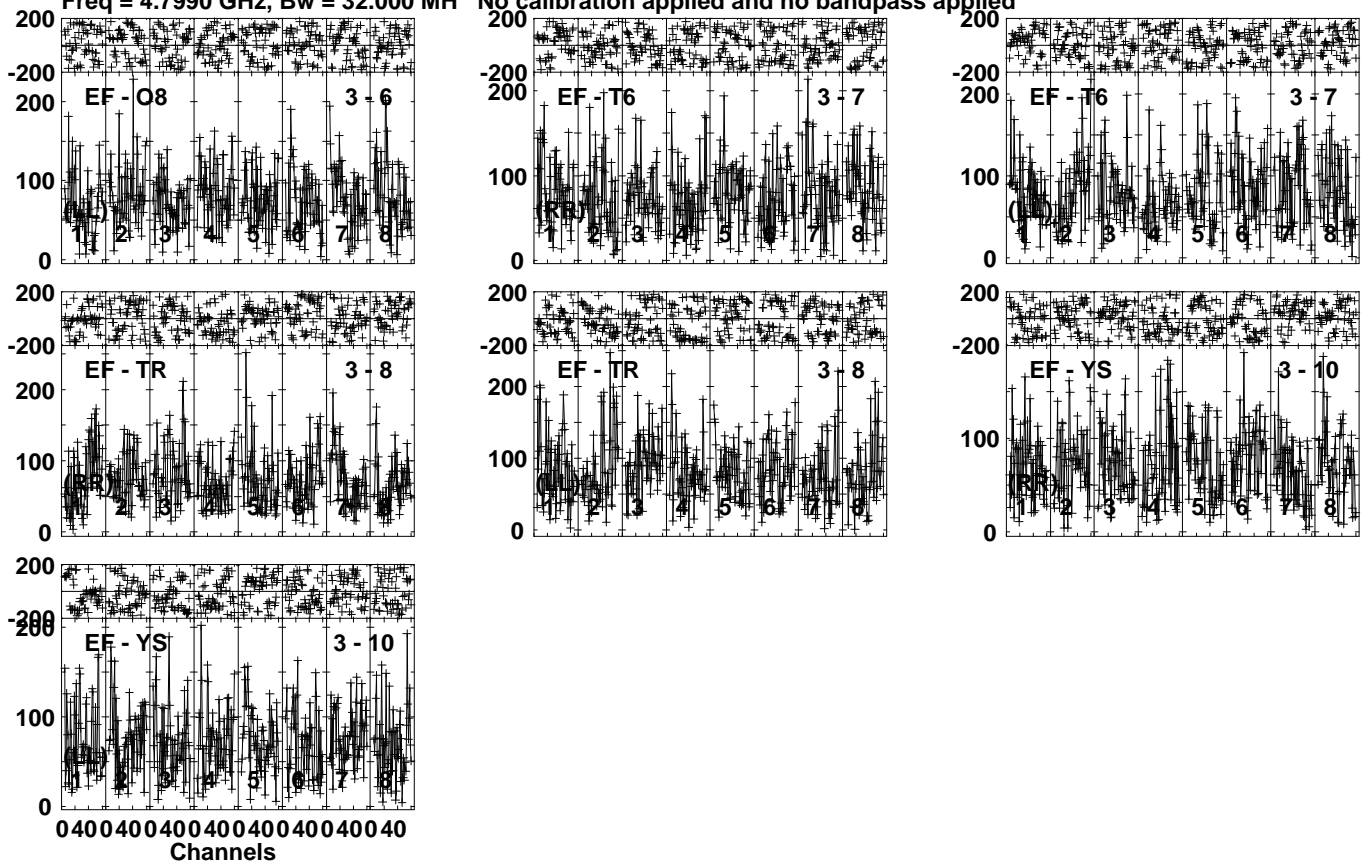 Freq = 4.7990 GHz, Bw = 32.000 MH No calibration applied and no bandpass applied
200 200 200
-200 -200 -200
200 EF - O8 3 - 6
200 EF - T6 3 - 7
200 EF - T6 3 - 7
100 100 100
(LL) (RR) (LL)
1 2 3 4 5 6 7 8
1 2 3 4 5 6 7 8
1 2 3 4 5 6 7 8
0 0 0
200 200 200
-200 -200 -200
EF - TR 3 - 8
EF - TR 3 - 8
EF - YS 3 - 10
200 200
100 100 100
(RR) (LL) (RR)
1 2 3 4 5 6 7 8
1 2 3 4 5 6 7 8
1 2 3 4 5 6 7 8
0 0 0
200
-200
200
EF - YS 3 - 10
100
(LL)
1 2 3 4 5 6 7 8
0
0 40 0 40 0 40 0 40 0 40 0 40 0 40 0 40
Channels